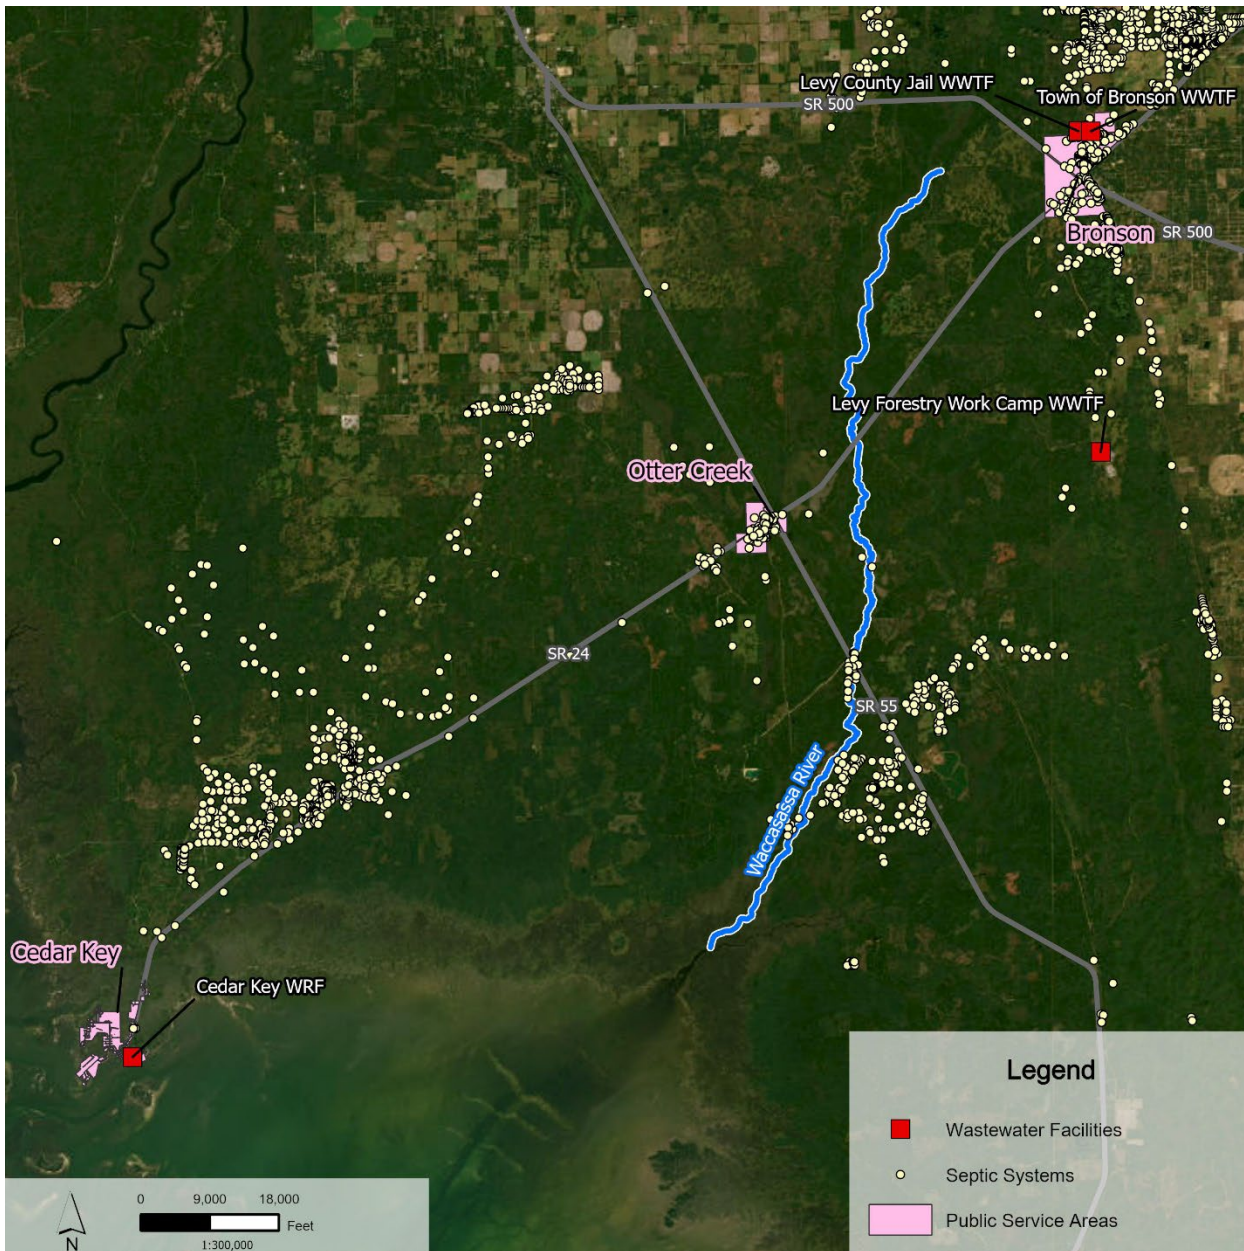 Levy County Jail WWTF
Town of Bronson WWTF
SR 500
Bronson
SR 500
Levy Forestry Work Camp WWTF
Otter Creek
SR 24
SR 55
Waccasassa River
Cedar Key
Cedar Key WRF
Legend
Wastewater Facilities
Septic Systems
Public Service Areas
0 9,000 18,000
Feet
N
1:300,000